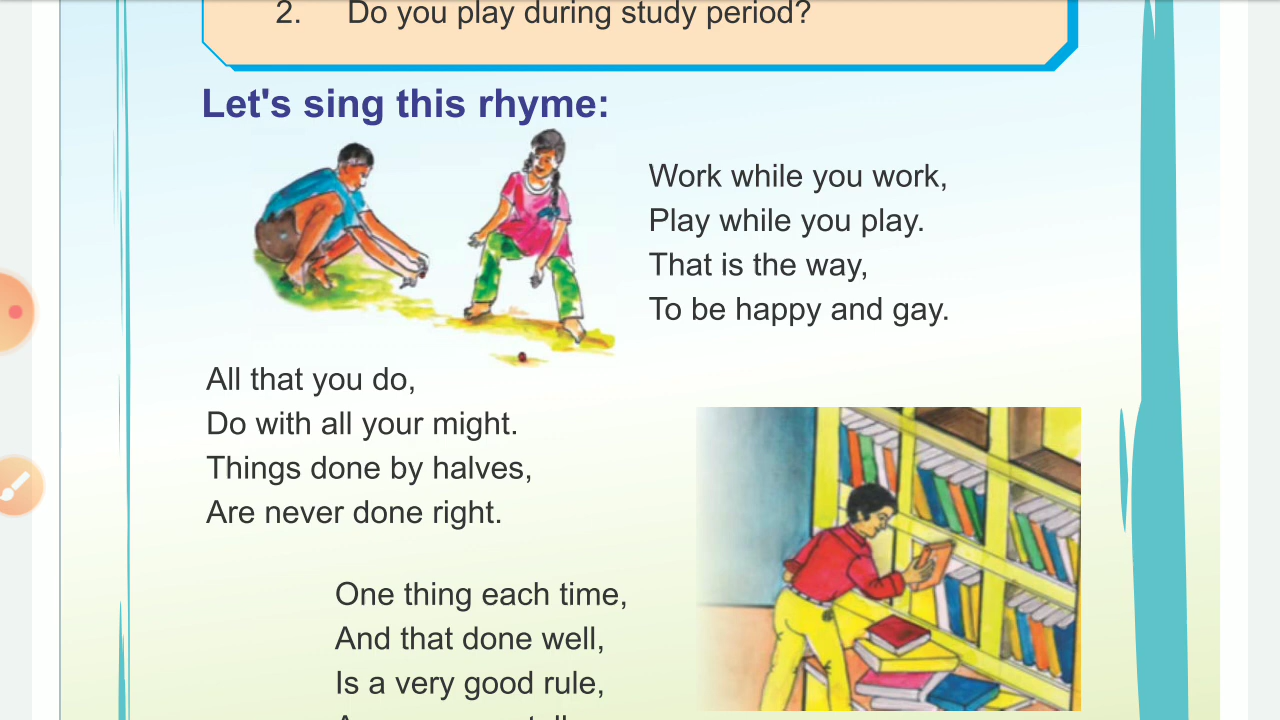 2. Do you play during study period?
Let's sing this rhyme:
Work while you work,
Play while you play.
That is the way,
To be happy and gay.
All that you do,
Do with all your might.
Things done by halves,
Are never done right.
One thing each time,
And that done well,
Is a very good rule,